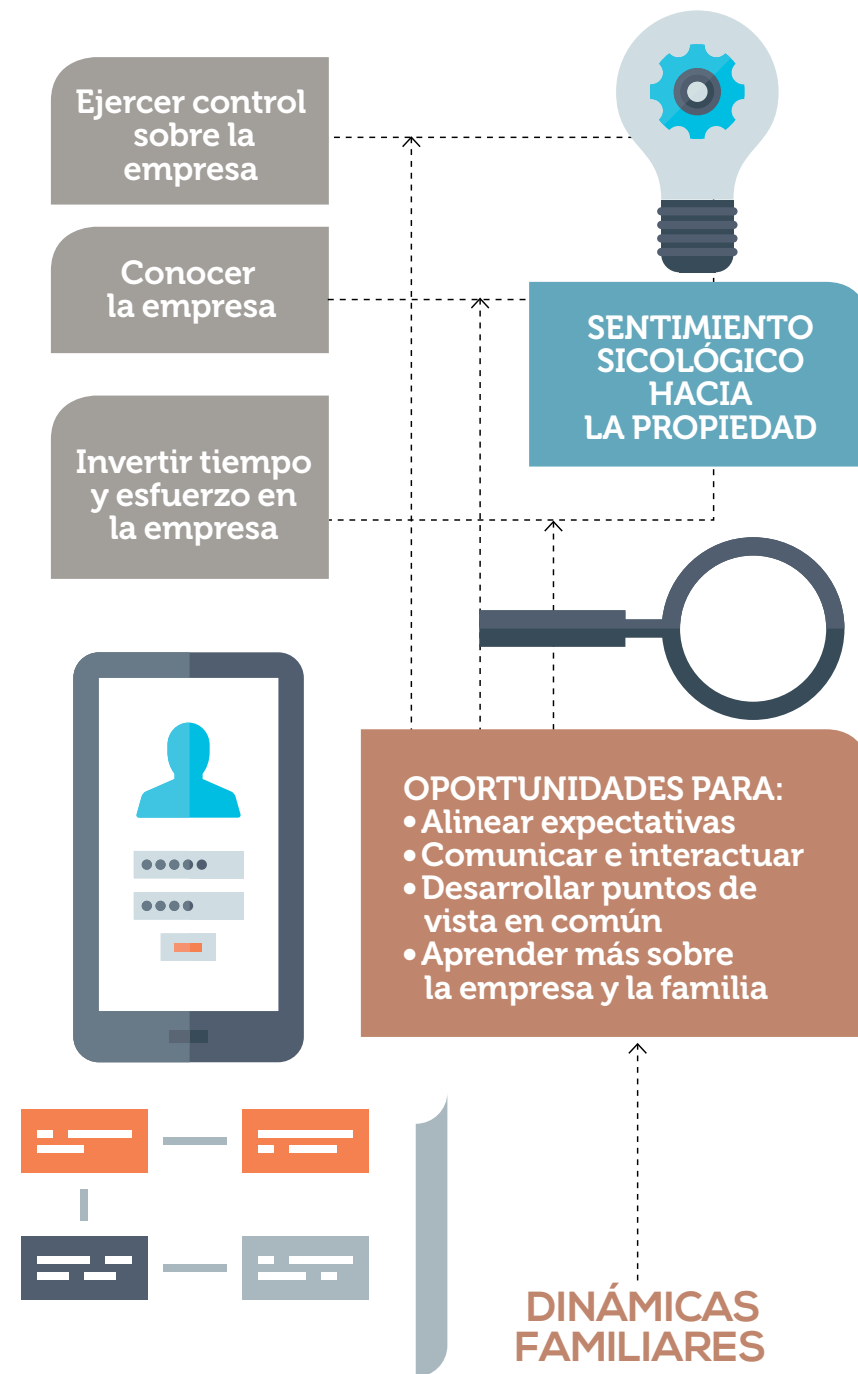 Ejercer control
sobre la
empresa
Conocer
la empresa
SENTIMIENTO
SICOLÓGICO
HACIA
LA PROPIEDAD
Invertir tiempo
y esfuerzo en
la empresa
OPORTUNIDADES PARA:
• Alinear expectativas
• Comunicar e interactuar
• Desarrollar puntos de
vista en común
• Aprender más sobre
la empresa y la familia
DINÁMICAS
FAMILIARES